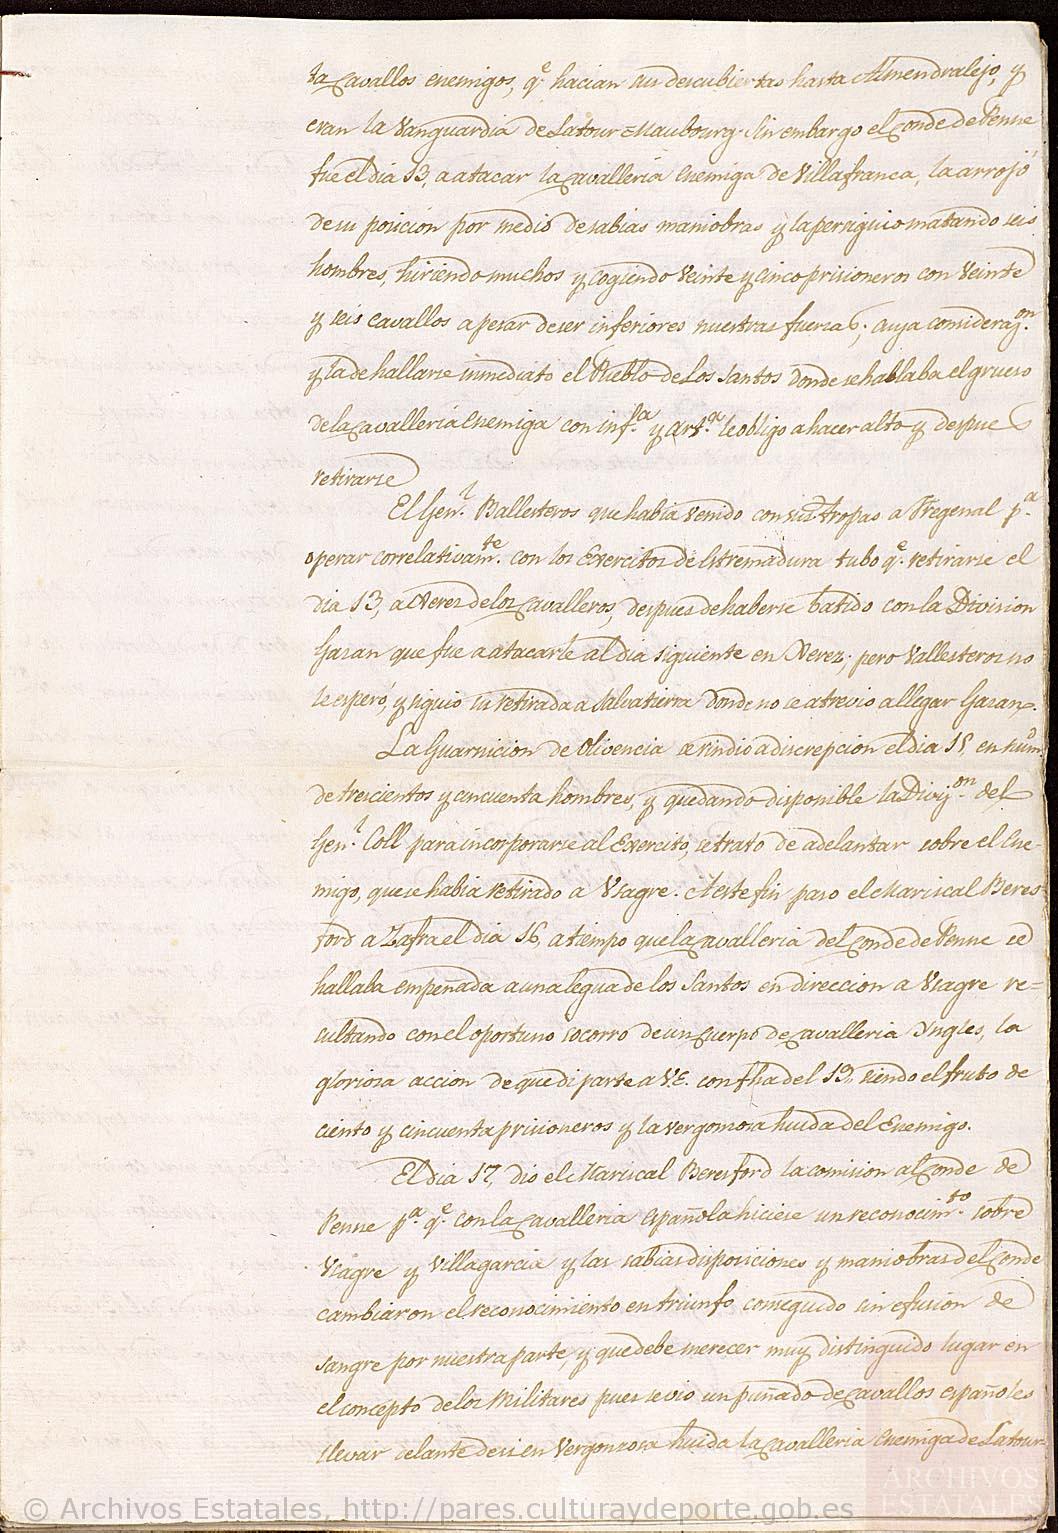 ta Cavallos enemigos, q.e hacian sus descubiertas hasta Almendralejo, y
eran la Vanguardia de Latour=Maubourg. Sin embargo el Conde de Penne
fue el dia 13, a atacar la Cavalleria enemiga de Villafranca, la arrojó
de su posicion por medio de sabias maniobras y la persiguio matando seis
hombres, hiriendo muchos y cogiendo veinte y cinco prisioneros con veinte
y seis cavallos a pesar de ser inferiores nuestras fuerzas; cuya consideraz.on
y la de hallarse inmediato el Pueblo de Los Santos donde se hablaba el grueso
de la Cavalleria enemiga con inf.a y Art.a le obligo a hacer alto y despues
retirarse
El Gen.l Ballesteros que habia venido con sus tropas a Fregenal p.a
operar correlativam.te con los Exercitos de Estremadura tubo q.e retirarse el
dia 13, a Xerez de los Cavalleros, despues de haberse batido con la Division
Gazan que fue a atacarle al dia siguiente en Xerez; pero Vallesteros no
le esperó, y siguio su retirada a Salvatierra donde no se atrevio a llegar Gazan.
La Guarnicion de Olivencia se rindio a discrepcion el dia 15, en num.o
de trescientos y cincuenta hombres, y quedando disponible la Divis.on del
Gen.l Coll para incorporarse al Exercito, se trato de adelantar sobre el Ene-
migo, que se habia retirado a Usagre. A este fin paso el Mariscal Beres-
ford a Zafra el dia 16, a tiempo que la Cavalleria del Conde de Penne se
hallaba empeñada a una legua de los Santos en direccion a Usagre re=
sultando con el oportuno socorro de un Cuerpo de Cavalleria Yngles, la
gloriosa accion de que di parte a V.E. con fha del 19, siendo el fruto de
ciento y cincuenta prisioneros y la vergonosa huida del Enemigo.
El dia 17, dio el Mariscal Beresford la comision al Conde de
Penne p.a q.e con la Cavalleria española hiciese un reconocim.to sobre
Usagre y Villagarcia y las sabias disposiciones y maniobras del Conde
cambiaron el reconocimiento en triunfo conseguido sin efusion de
sangre por nuestra parte, y que debe merecer muy distinguido lugar en
el concepto de los Militares pues se vio un puñado de Cavallos españoles
llevar delante de si en Vergonzosa huida la Cavalleria enemiga de Latour-
ARCHIVOS
ESTATALES
© Archivos Estatales, http://pares.culturaydeporte.gob.es